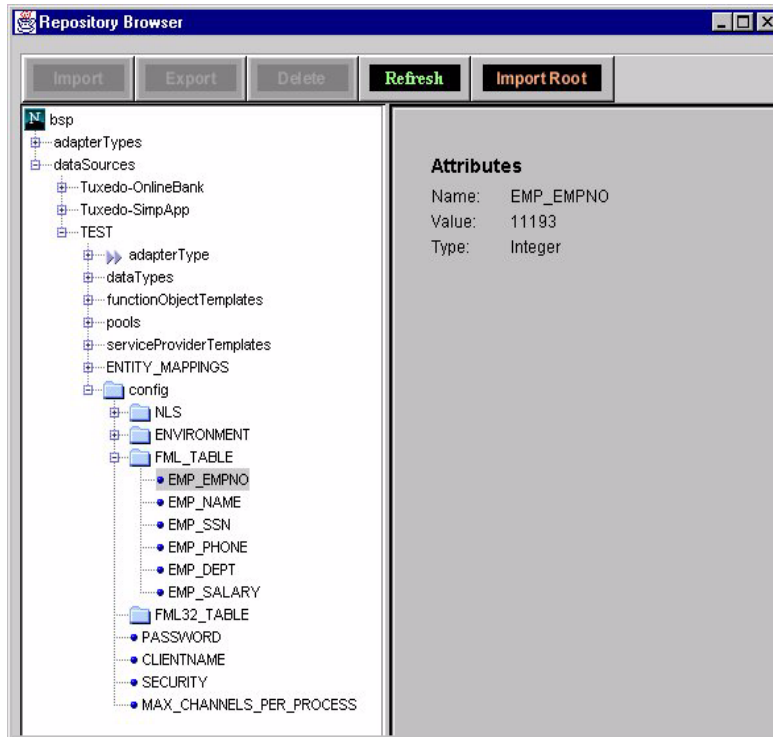 Repository Browser
Import Export Delete Refresh Import Root
N bsp
adapterTypes
dataSources
Tuxedo-OnlineBank
Tuxedo-SimpApp
TEST
adapterType
dataTypes
functionObjectTemplates
pools
serviceProviderTemplates
ENTITY_MAPPINGS
config
NLS
ENVIRONMENT
FML_TABLE
EMP_EMPNO
EMP_NAME
EMP_SSN
EMP_PHONE
EMP_DEPT
EMP_SALARY
FML32_TABLE
PASSWORD
CLIENTNAME
SECURITY
MAX_CHANNELS_PER_PROCESS
Attributes
Name: EMP_EMPNO
Value: 11193
Type: Integer